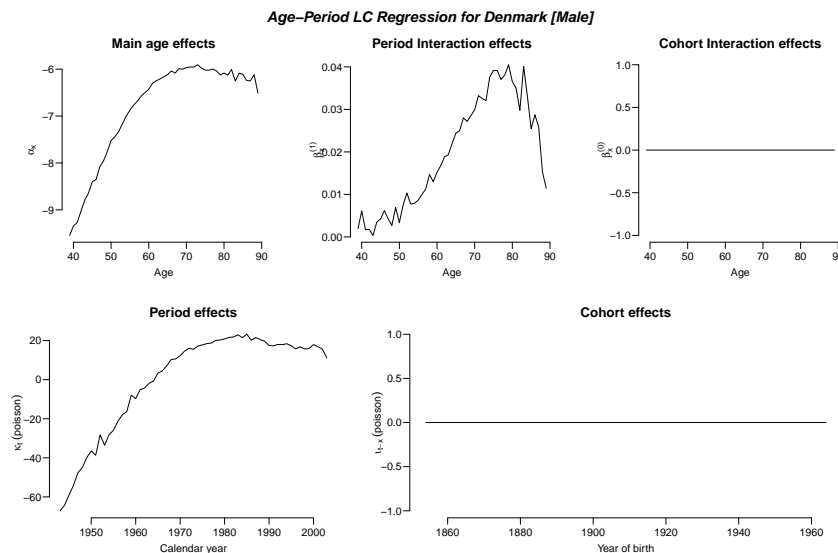 Age–Period LC Regression for Denmark [Male]
Main age effects
Period Interaction effects
Cohort Interaction effects
αx
−6
−7
−8
−9
40 50 60 70 80 90
Age
βx(1)
0.04
0.03
0.02
0.01
0.00
40 50 60 70 80 90
Age
βx(0)
1.0
0.5
0.0
−0.5
−1.0
40 50 60 70 80 90
Age
Period effects
Cohort effects
κt (poisson)
20
0
−20
−40
−60
1950 1960 1970 1980 1990 2000
Calendar year
ιt−x (poisson)
1.0
0.5
0.0
−0.5
−1.0
1860 1880 1900 1920 1940 1960
Year of birth